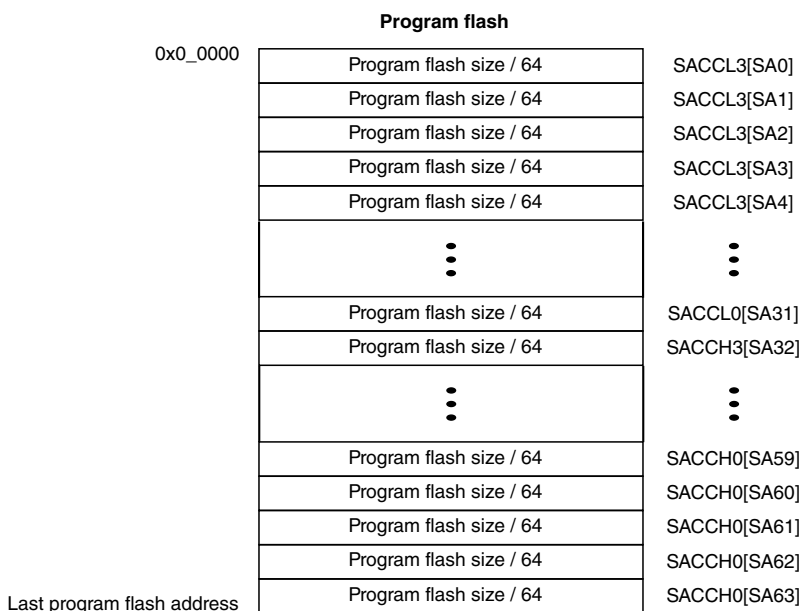 Program flash
0x0_0000
Program flash size / 64 SACCL3[SA0]
Program flash size / 64 SACCL3[SA1]
Program flash size / 64 SACCL3[SA2]
Program flash size / 64 SACCL3[SA3]
Program flash size / 64 SACCL3[SA4]
Program flash size / 64 SACCL0[SA31]
Program flash size / 64 SACCH3[SA32]
Program flash size / 64 SACCH0[SA59]
Program flash size / 64 SACCH0[SA60]
Program flash size / 64 SACCH0[SA61]
Program flash size / 64 SACCH0[SA62]
Last program flash address Program flash size / 64 SACCH0[SA63]